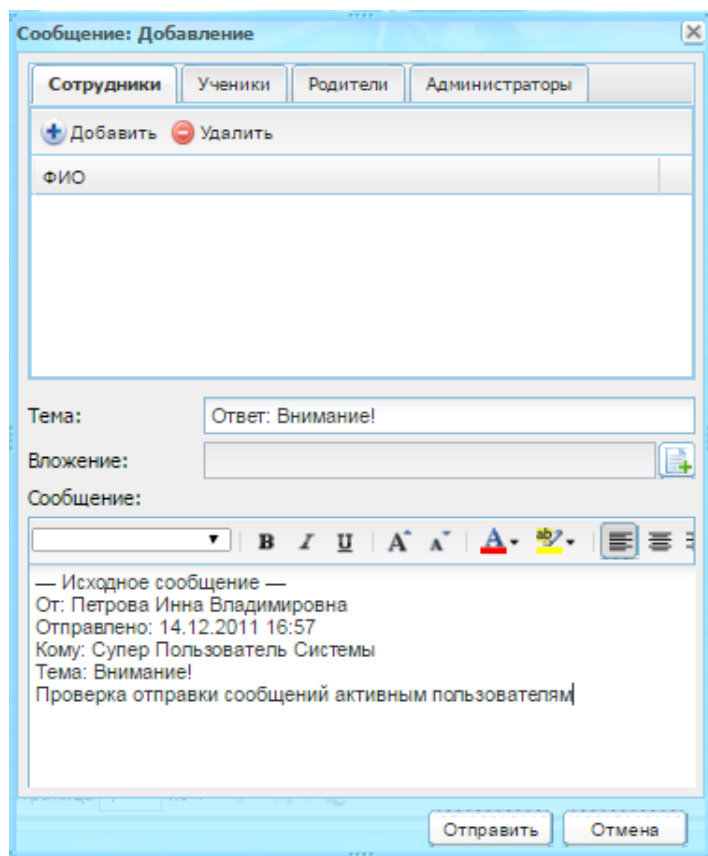 Сообщение: Добавление
Сотрудники Ученики Родители Администраторы
Добавить Удалить
ФИО
Тема: Ответ: Внимание!
Вложение:
Сообщение:
B I U A A A ab
— Исходное сообщение —
От: Петрова Инна Владимировна
Отправлено: 14.12.2011 16:57
Кому: Супер Пользователь Системы
Тема: Внимание!
Проверка отправки сообщений активным пользователям
Отправить Отмена